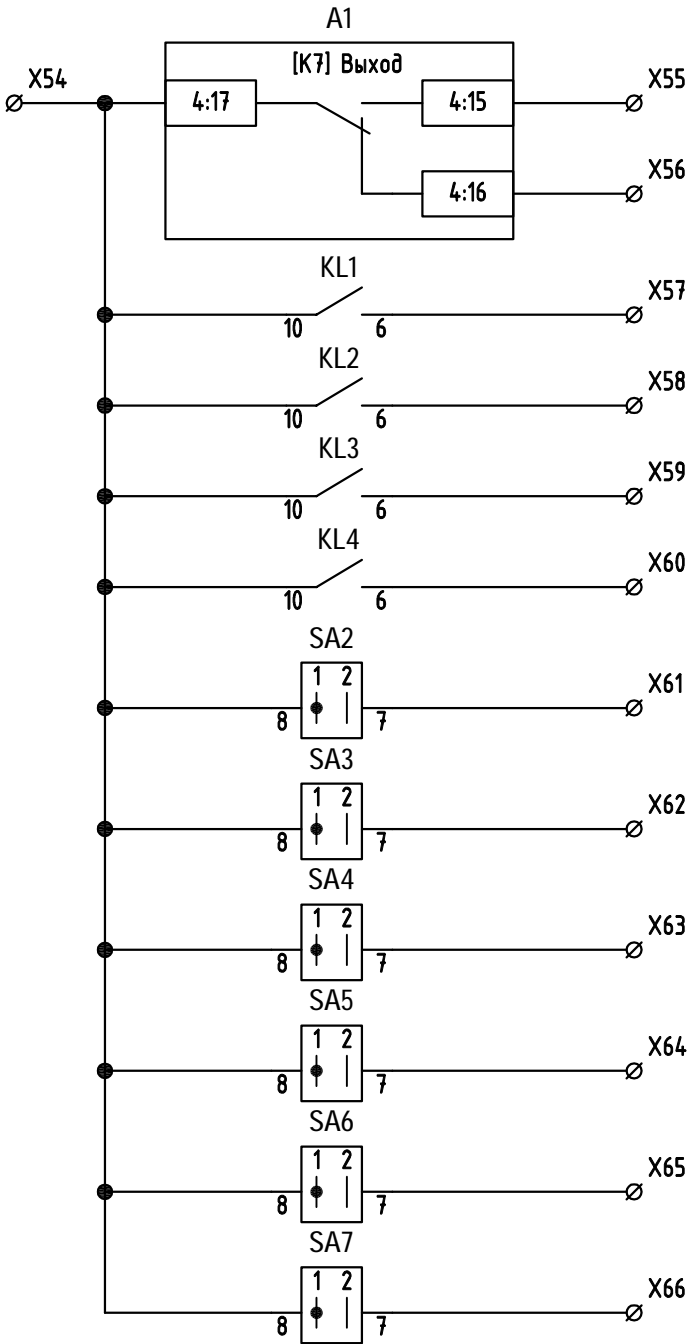 A1
[K7] Выход
X54
4:17
4:15
X55
4:16
X56
KL1
10
6
X57
KL2
10
6
X58
KL3
10
6
X59
KL4
10
6
X60
SA2
1 2
8
7
X61
SA3
1 2
8
7
X62
SA4
1 2
8
7
X63
SA5
1 2
8
7
X64
SA6
1 2
8
7
X65
SA7
1 2
8
7
X66